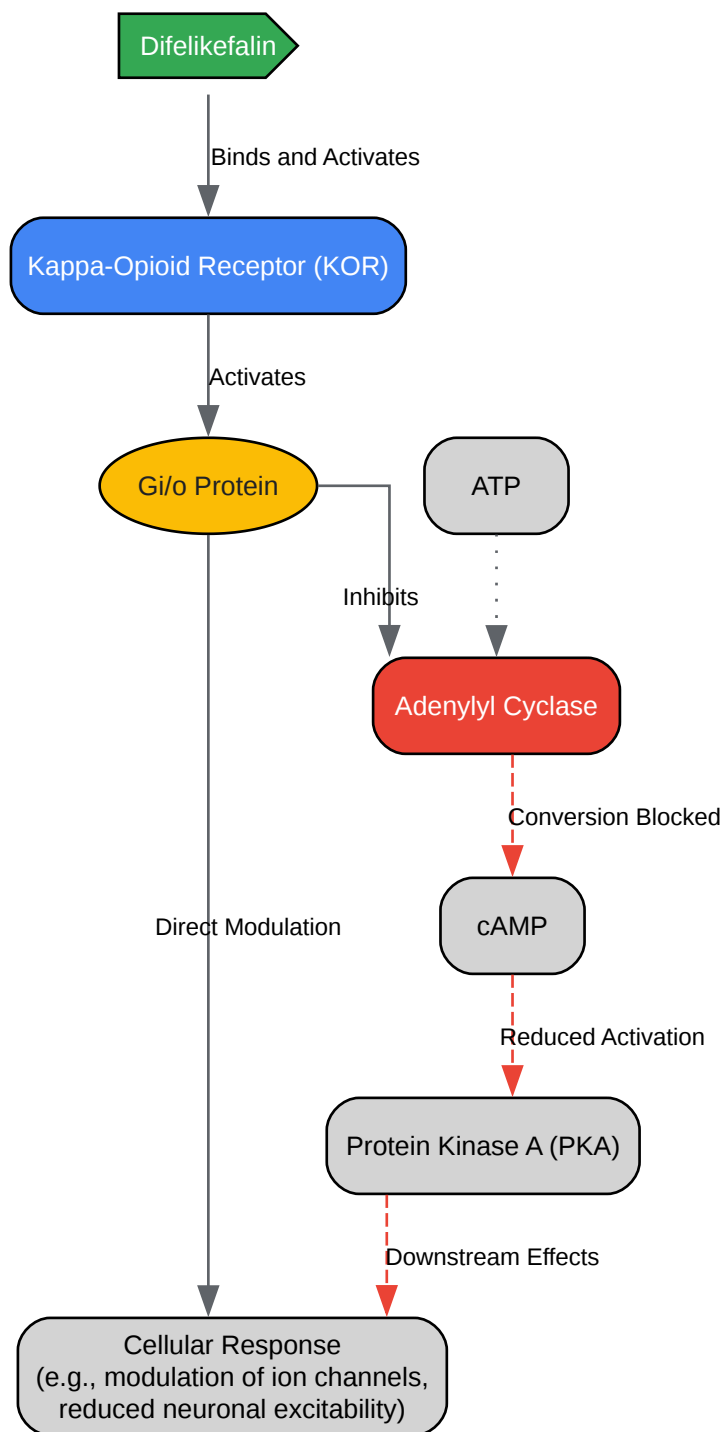 Difelikefalin
Binds and Activates
Kappa-Opioid Receptor (KOR)
Activates
Gi/o Protein
ATP
Inhibits
Adenylyl Cyclase
Conversion Blocked
cAMP
Direct Modulation
Reduced Activation
Protein Kinase A (PKA)
Downstream Effects
Cellular Response
(e.g., modulation of ion channels,
reduced neuronal excitability)